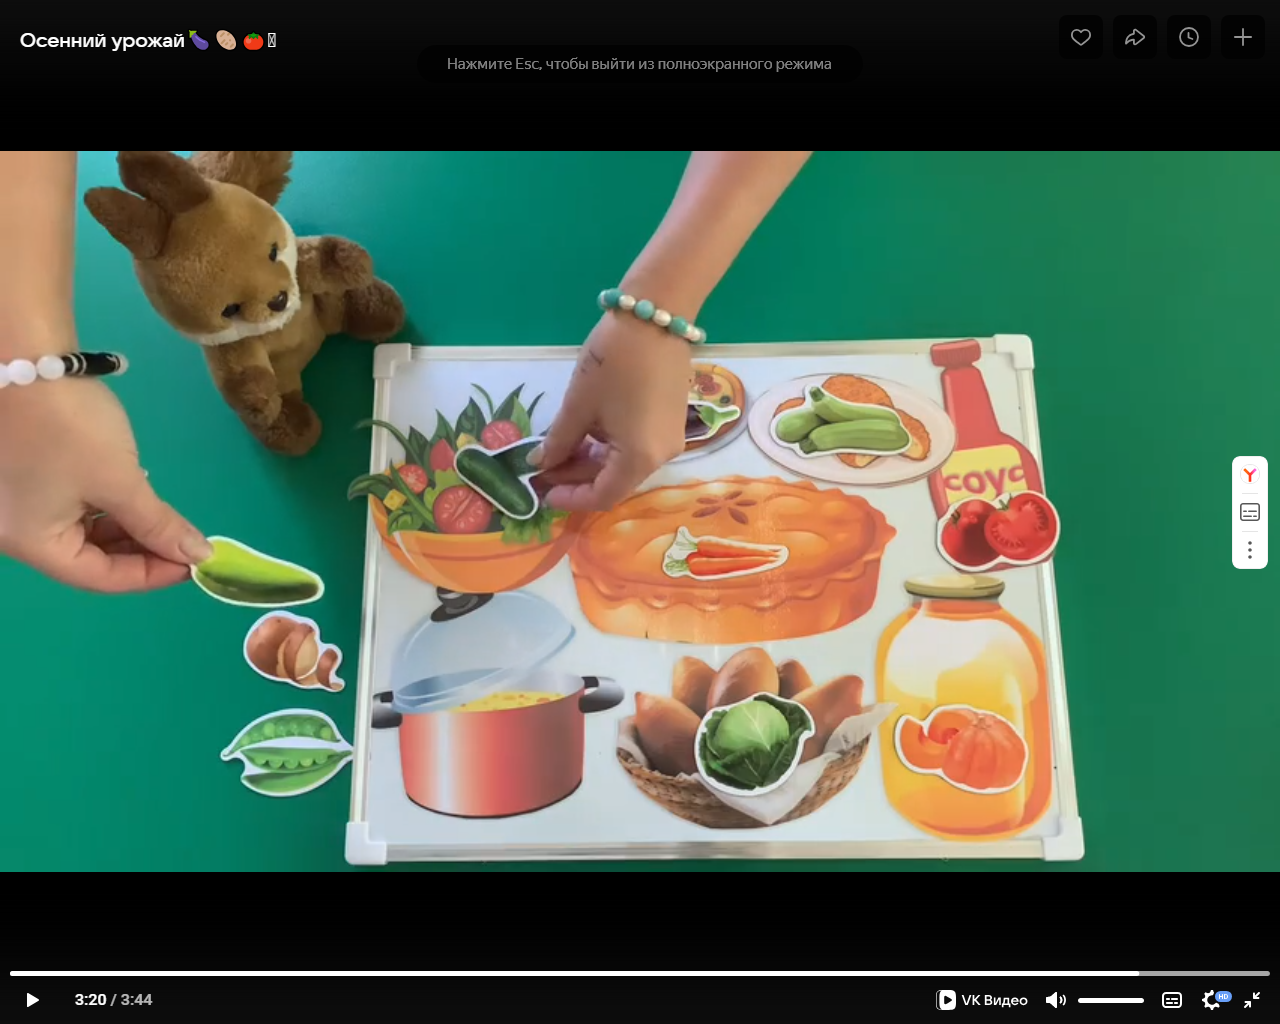 Осенний урожай
Нажмите Esc, чтобы выйти из полноэкранного режима
соус
3:20 / 3:44
VK Видео
HD